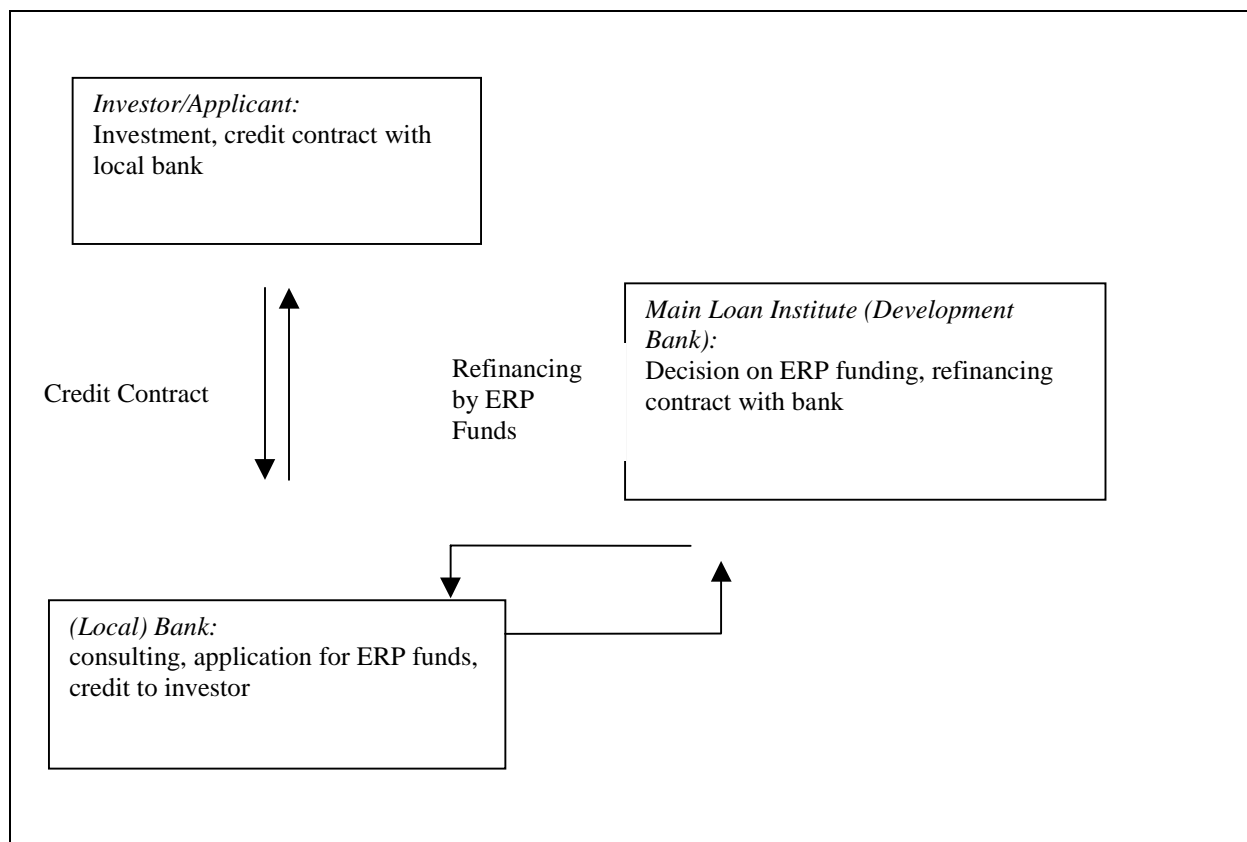 Investor/Applicant:
Investment, credit contract with
local bank
Main Loan Institute (Development
Bank):
Decision on ERP funding, refinancing
contract with bank
Refinancing
by ERP
Funds
Credit Contract
(Local) Bank:
consulting, application for ERP funds,
credit to investor